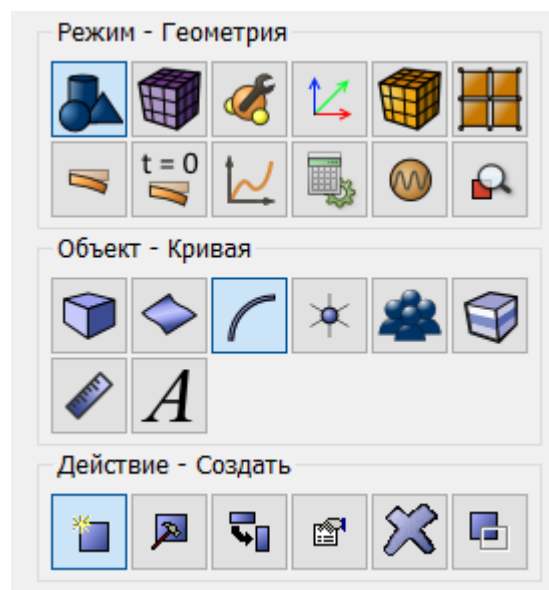 Режим - Геометрия
t = 0
Объект - Кривая
A
Действие - Создать